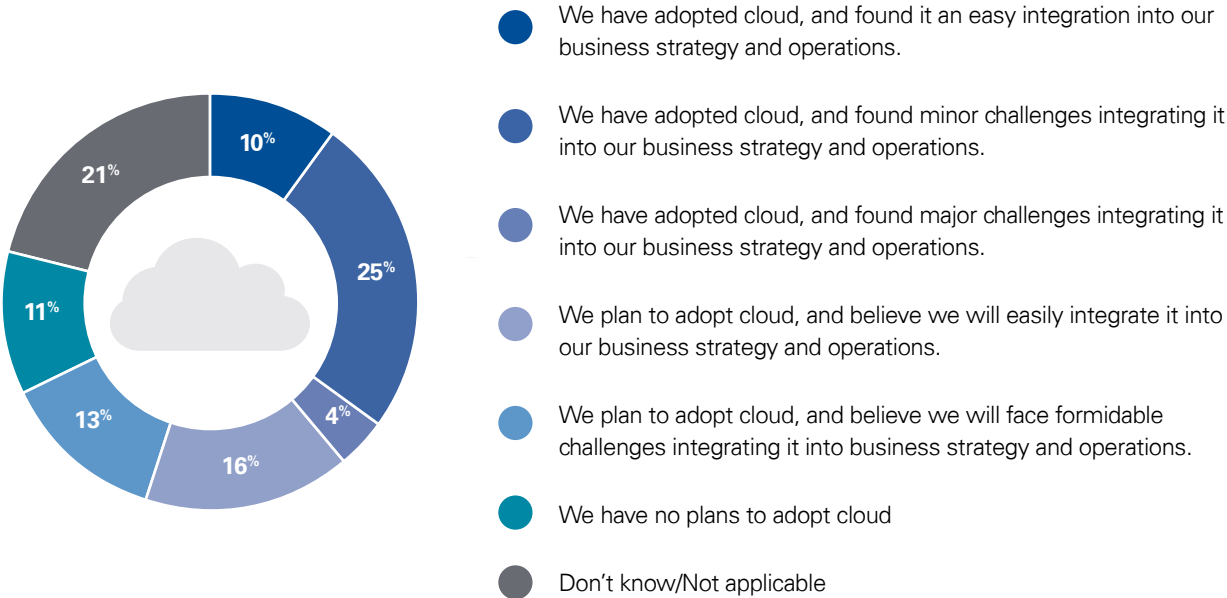 We have adopted cloud, and found it an easy integration into our
business strategy and operations.
We have adopted cloud, and found minor challenges integrating it
into our business strategy and operations.
We have adopted cloud, and found major challenges integrating it
into our business strategy and operations.
We plan to adopt cloud, and believe we will easily integrate it into
our business strategy and operations.
We plan to adopt cloud, and believe we will face formidable
challenges integrating it into business strategy and operations.
We have no plans to adopt cloud
Don’t know/Not applicable
10%
25%
4%
16%
13%
11%
21%